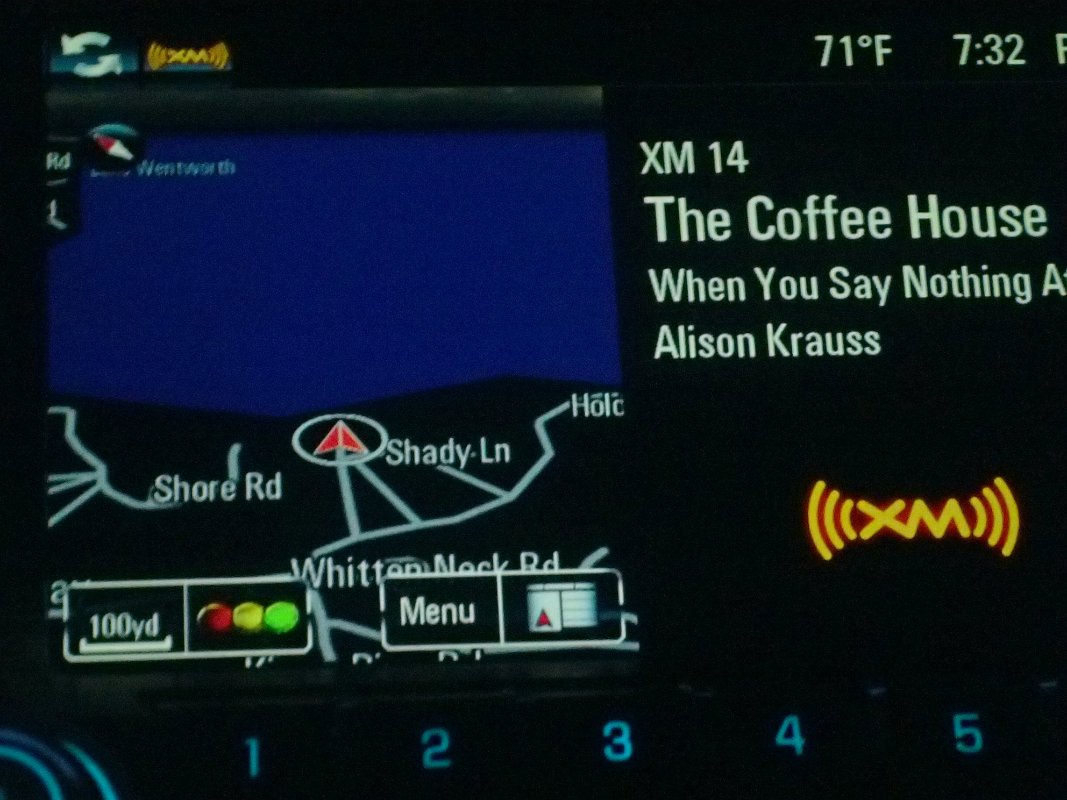 XM
71°F 7:32
XM 14
The Coffee House
When You Say Nothing
Alison Krauss
Rd
Wentworth
Shady Ln
Shore Rd
Whitten Neck Rd
XM
100yd
Menu
1 2 3 4 5